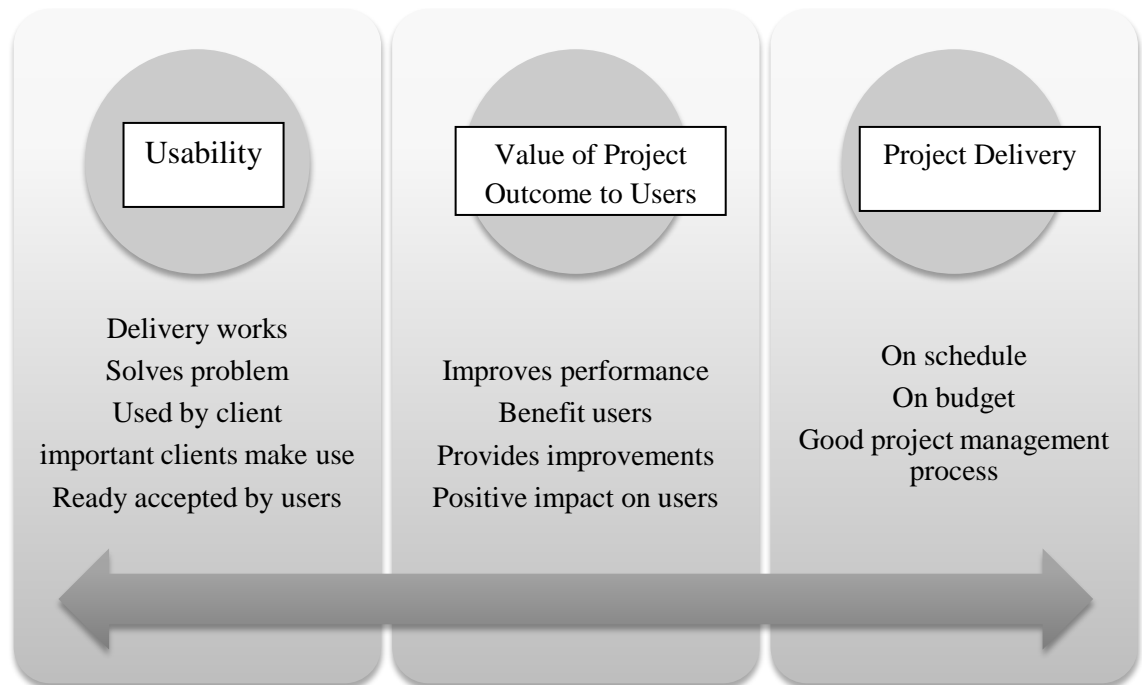 Usability
Delivery works
Solves problem
Used by client
important clients make use
Ready accepted by users
Value of Project
Outcome to Users
Improves performance
Benefit users
Provides improvements
Positive impact on users
Project Delivery
On schedule
On budget
Good project management
process